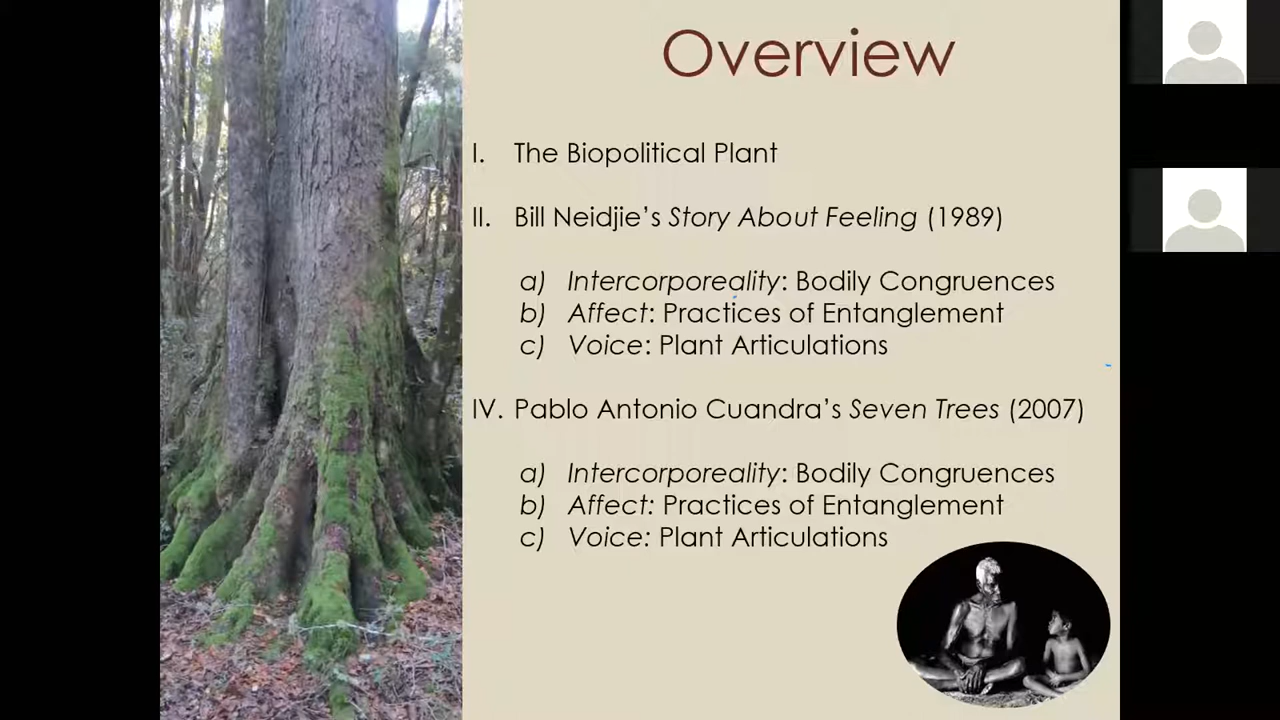 Overview
I. The Biopolitical Plant
II. Bill Neidjie's Story About Feeling (1989)
a) Intercorporeality: Bodily Congruences
b) Affect: Practices of Entanglement
c) Voice: Plant Articulations
IV. Pablo Antonio Cuandra's Seven Trees (2007)
a) Intercorporeality: Bodily Congruences
b) Affect: Practices of Entanglement
c) Voice: Plant Articulations